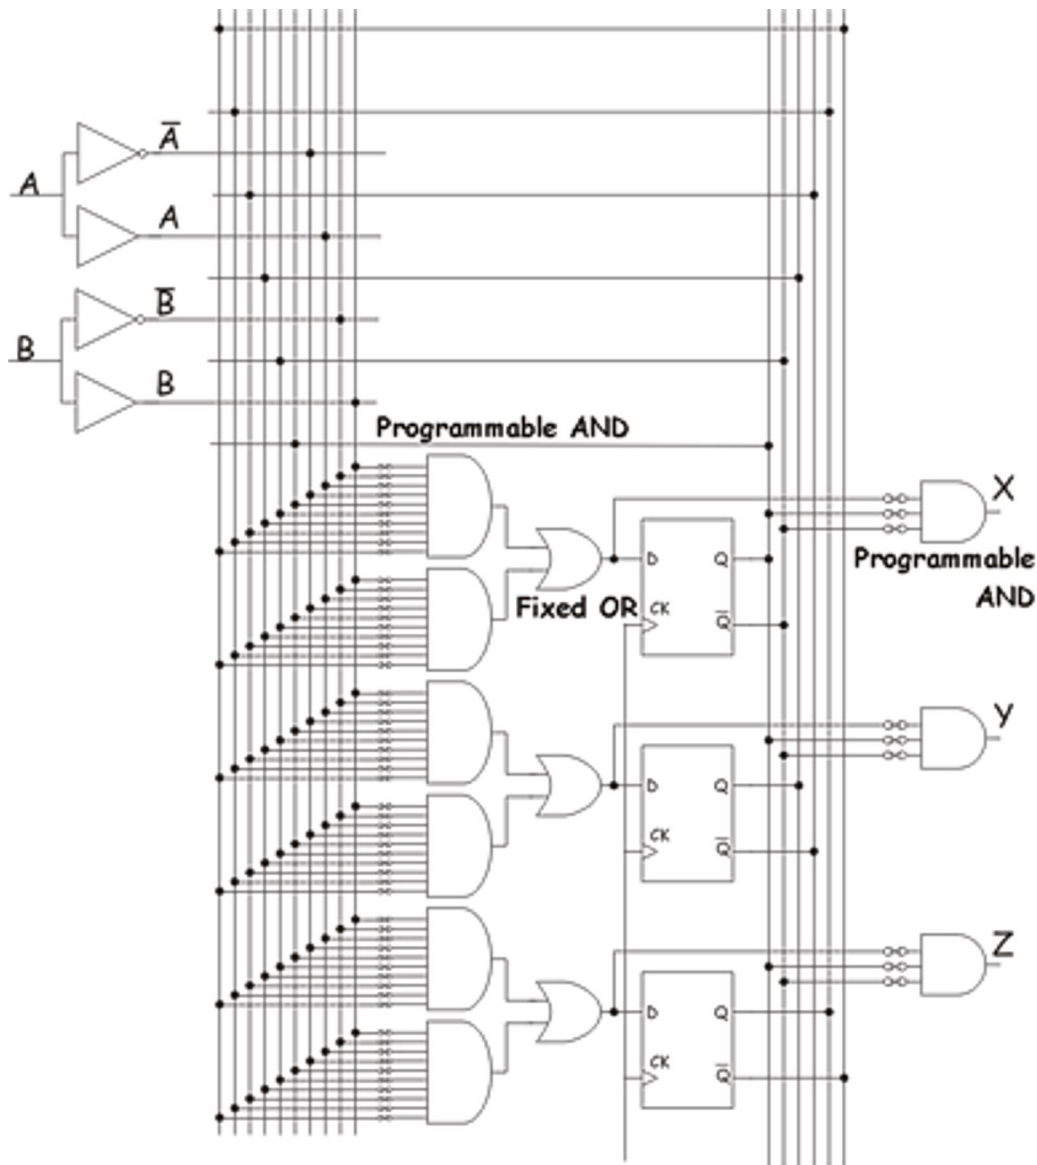 A̅
A
A
B̅
B
B
Programmable AND
X
Programmable
AND
D
Q
Fixed OR
CK
Q̅
Y
D
Q
CK
Q̅
Z
D
Q
CK
Q̅